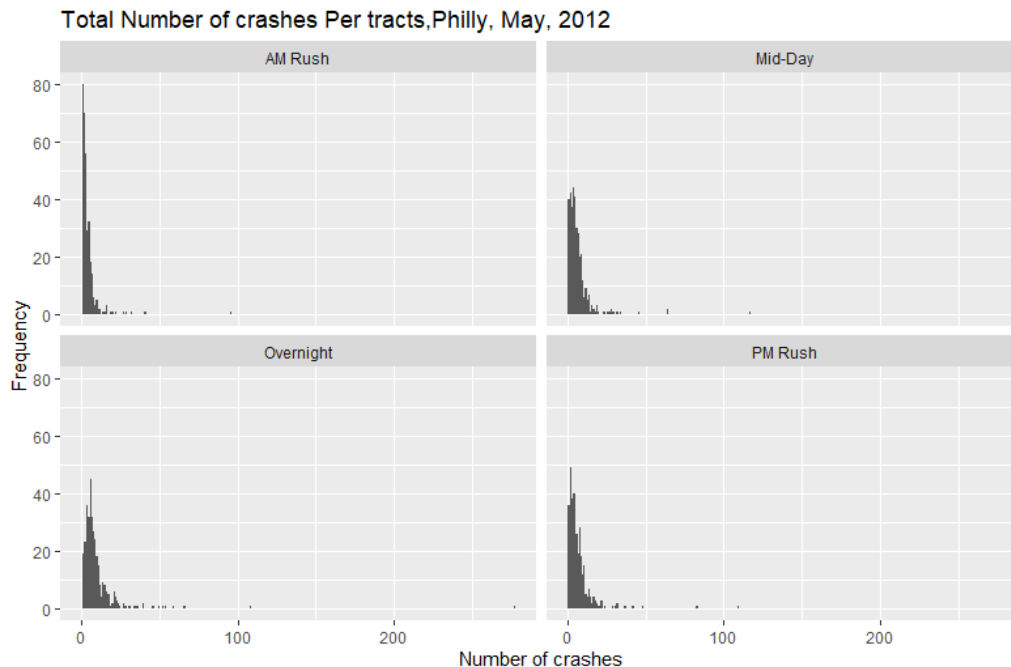 Total Number of crashes Per tracts,Philly, May, 2012
AM Rush
Mid-Day
80
60
40
20
0
Overnight
PM Rush
80
60
40
20
0
Frequency
0
100
200
0
100
200
Number of crashes